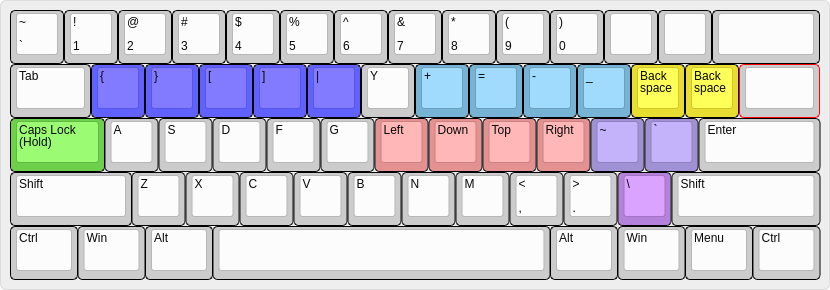 ~ ! @ # $ % ^ & * ( )
` 1 2 3 4 5 6 7 8 9 0
Tab { } [ ] | Y + = - _ Back space Back space
Caps Lock (Hold) A S D F G Left Down Top Right ~ ` Enter
Shift Z X C V B N M < > \ Shift
, .
Ctrl Win Alt Alt Win Menu Ctrl